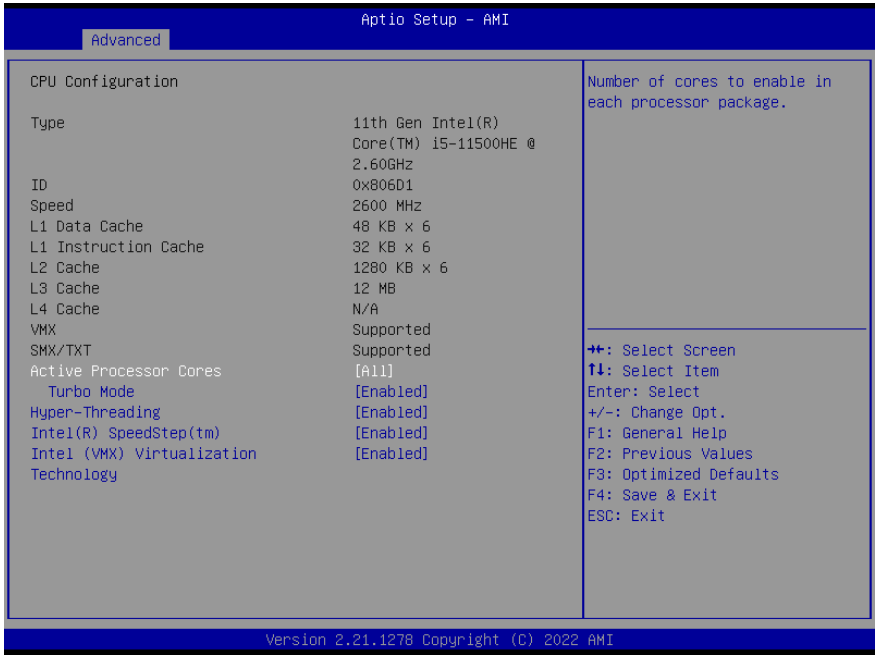 Aptio Setup – AMI
Advanced
CPU Configuration
Type 11th Gen Intel(R)
Core(TM) i5-11500HE @
2.60GHz
ID 0x806D1
Speed 2600 MHz
L1 Data Cache 48 KB x 6
L1 Instruction Cache 32 KB x 6
L2 Cache 1280 KB x 6
L3 Cache 12 MB
L4 Cache N/A
VMX Supported
SMX/TXT Supported
Active Processor Cores [All]
Turbo Mode [Enabled]
Hyper-Threading [Enabled]
Intel(R) SpeedStep(tm) [Enabled]
Intel (VMX) Virtualization [Enabled]
Technology
Number of cores to enable in
each processor package.
→←: Select Screen
↑↓: Select Item
Enter: Select
+/-: Change Opt.
F1: General Help
F2: Previous Values
F3: Optimized Defaults
F4: Save & Exit
ESC: Exit
Version 2.21.1278 Copyright (C) 2022 AMI